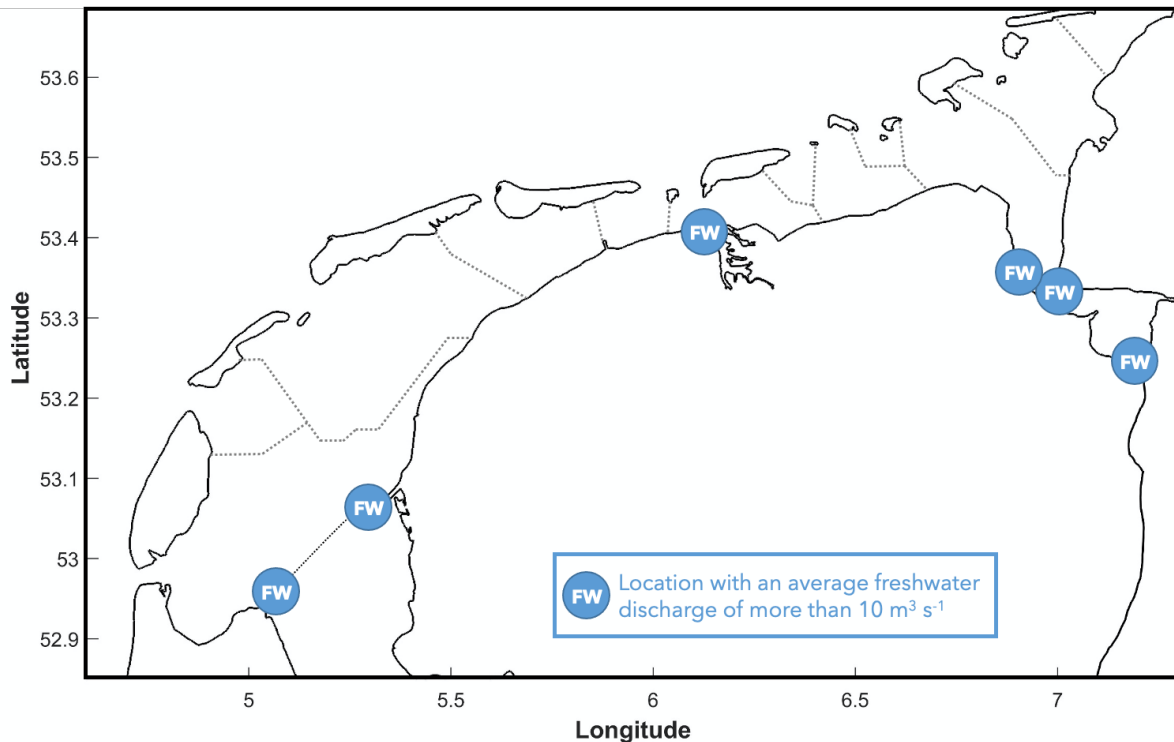 53.6
53.5
53.4
53.3
53.2
53.1
53
52.9
Latitude
FW
FW
FW
FW
FW
FW
FW
Location with an average freshwater
discharge of more than 10 m³ s⁻¹
5
5.5
6
6.5
7
Longitude